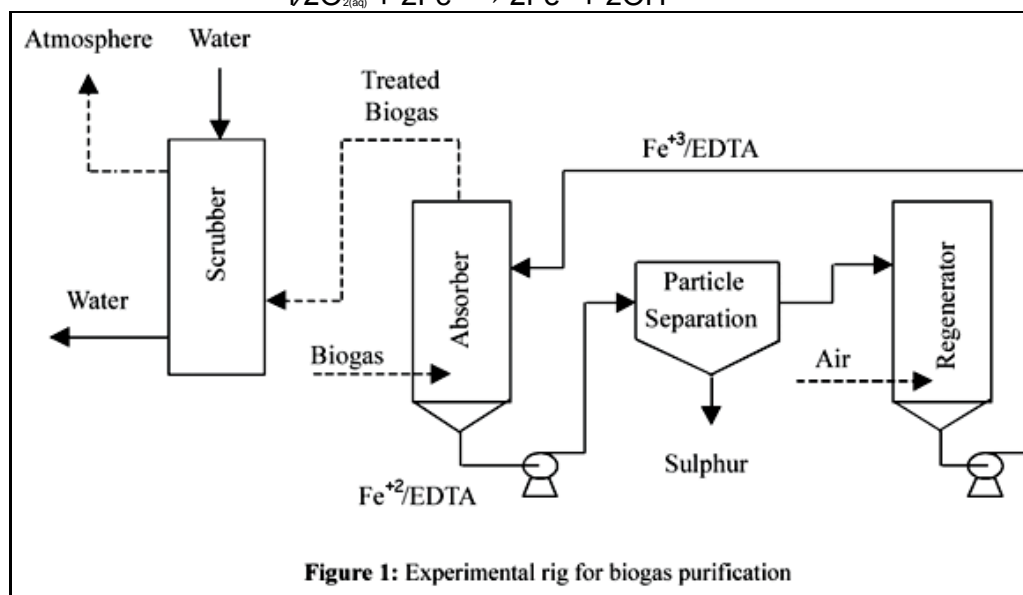 Atmosphere
Water
Treated
Biogas
Fe+3/EDTA
Scrubber
Absorber
Particle
Separation
Regenerator
Water
Biogas
Air
Sulphur
Fe+2/EDTA
Figure 1: Experimental rig for biogas purification